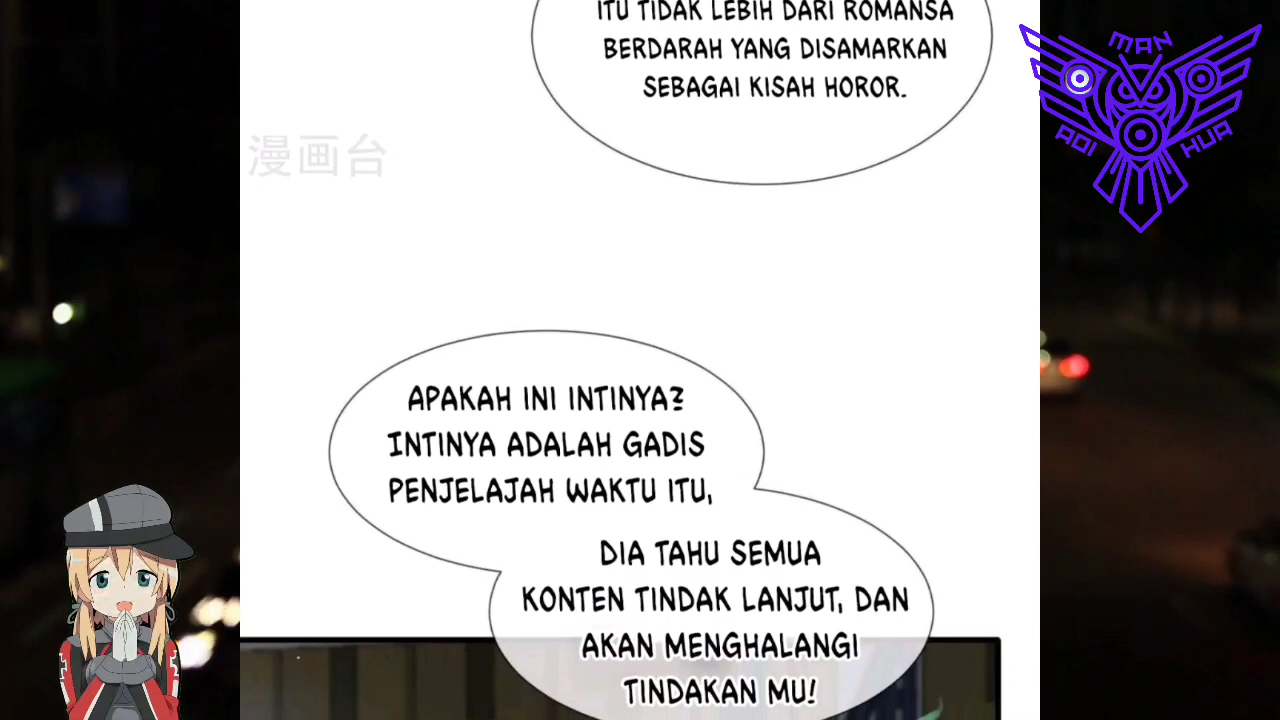 ITU TIDAK LEBIH DARI ROMANSA
BERDARAH YANG DISAMARKAN
SEBAGAI KISAH HOROR.
漫画台
MAN
AOI
HUA
APAKAH INI INTINYA?
INTINYA ADALAH GADIS
PENJELAJAH WAKTU ITU,
DIA TAHU SEMUA
KONTEN TINDAK LANJUT, DAN
AKAN MENGHALANGI
TINDAKAN MU!